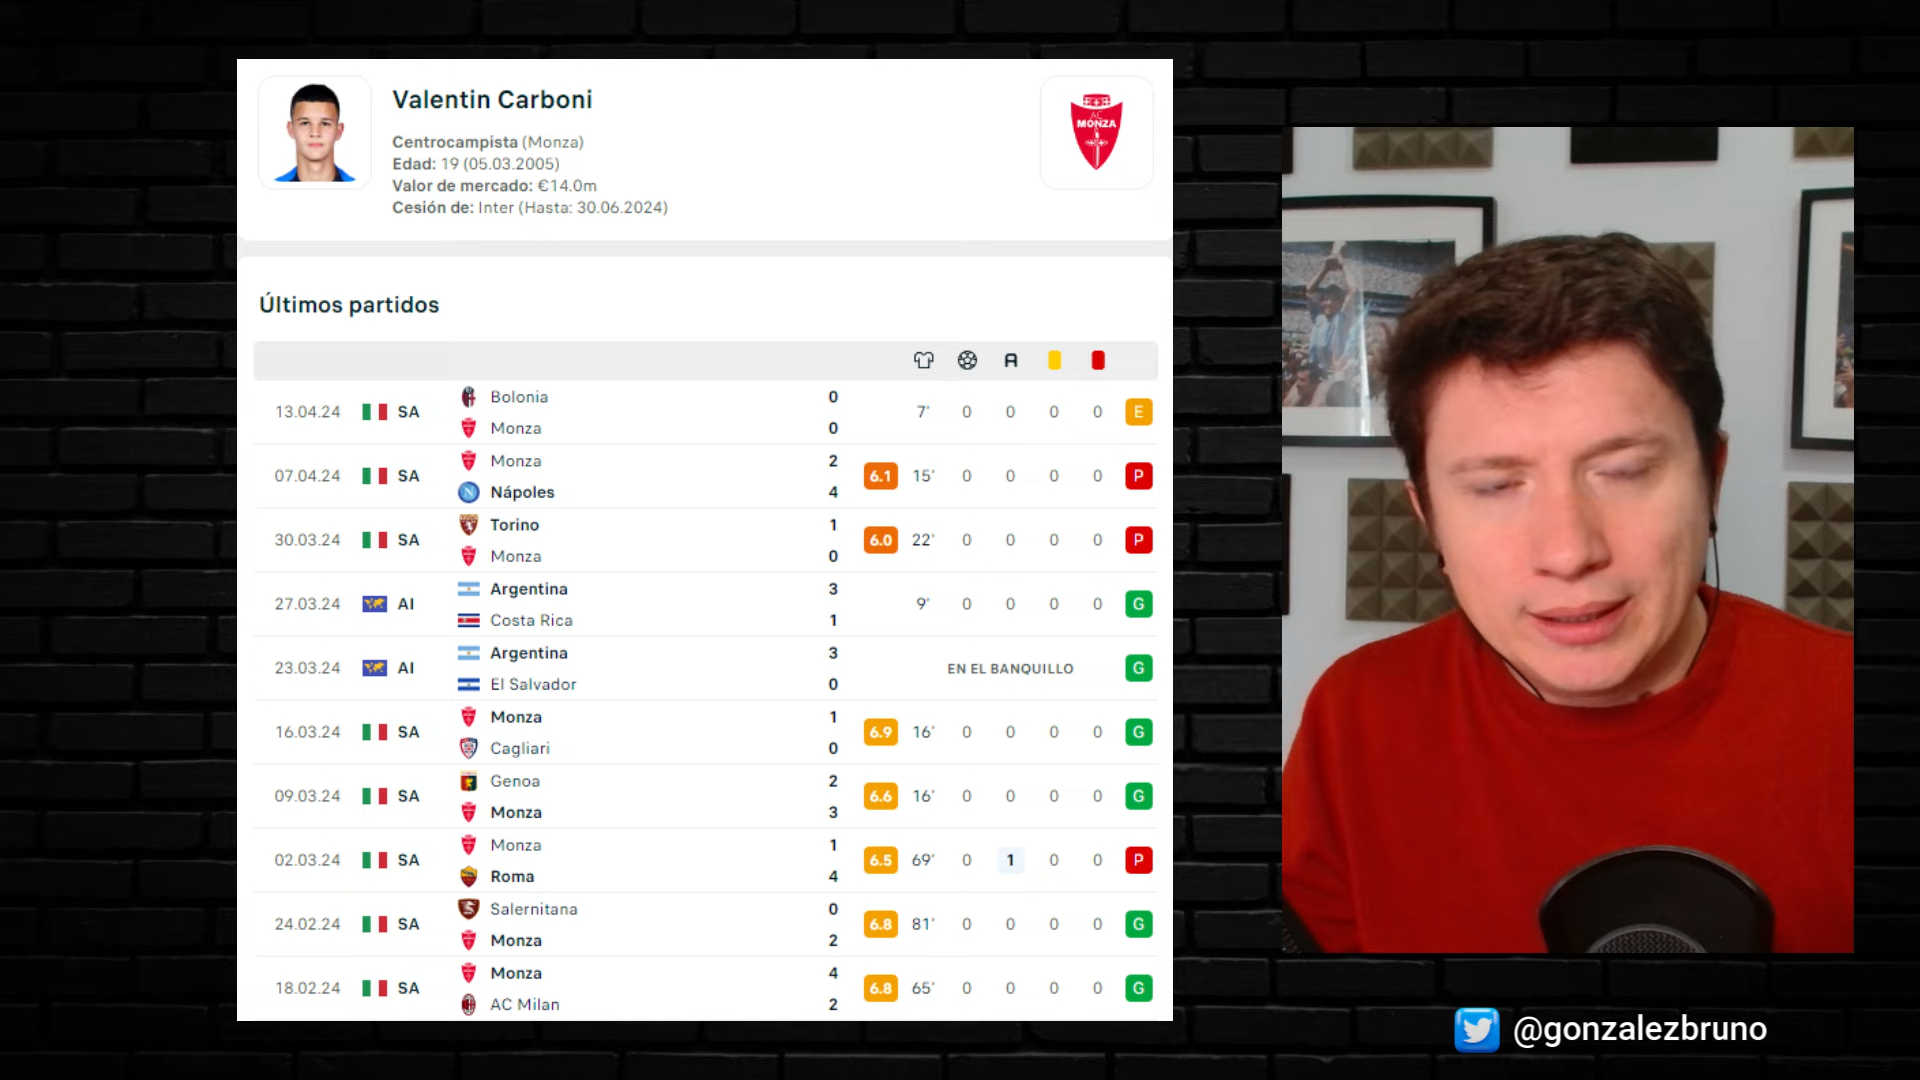 Valentin Carboni
Centrocampista (Monza)
Edad: 19 (05.03.2005)
Valor de mercado: €14.0m
Cesión de: Inter (Hasta: 30.06.2024)
AC
MONZA
Últimos partidos
A
13.04.24 SA Bolonia 0 7' 0 0 0 0 E
Monza 0
07.04.24 SA Monza 2 6.1 15' 0 0 0 0 P
N Nápoles 4
30.03.24 SA Torino 1 6.0 22' 0 0 0 0 P
Monza 0
27.03.24 AI Argentina 3 9' 0 0 0 0 G
Costa Rica 1
23.03.24 AI Argentina 3 EN EL BANQUILLO G
El Salvador 0
16.03.24 SA Monza 1 6.9 16' 0 0 0 0 G
Cagliari 0
09.03.24 SA Genoa 2 6.6 16' 0 0 0 0 G
Monza 3
02.03.24 SA Monza 1 6.5 69' 0 1 0 0 P
Roma 4
24.02.24 SA Salernitana 0 6.8 81' 0 0 0 0 G
Monza 2
18.02.24 SA Monza 4 6.8 65' 0 0 0 0 G
AC Milan 2
@gonzalezbruno